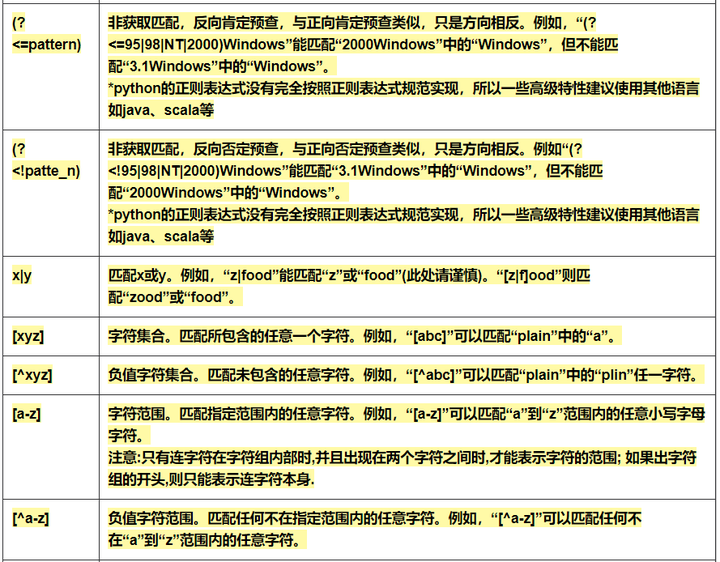 (?
<=pattern)
非获取匹配，反向肯定预查，与正向肯定预查类似，只是方向相反。例如，“(?
<=95|98|NT|2000)Windows”能匹配“2000Windows”中的“Windows”，但不能匹
配“3.1Windows”中的“Windows”。
*python的正则表达式没有完全按照正则表达式规范实现，所以一些高级特性建议使用其他语言
如java、scala等
(?
<!patte_n)
非获取匹配，反向否定预查，与正向否定预查类似，只是方向相反。例如“(?
<!95|98|NT|2000)Windows”能匹配“3.1Windows”中的“Windows”，但不能匹
配“2000Windows”中的“Windows”。
*python的正则表达式没有完全按照正则表达式规范实现，所以一些高级特性建议使用其他语言
如java、scala等
x|y
匹配x或y。例如，“z|food”能匹配“z”或“food”(此处请谨慎)。“[z|f]ood”则匹
配“zood”或“food”。
[xyz]
字符集合。匹配所包含的任意一个字符。例如，“[abc]”可以匹配“plain”中的“a”。
[^xyz]
负值字符集合。匹配未包含的任意字符。例如，“[^abc]”可以匹配“plain”中的“plin”任一字符。
[a-z]
字符范围。匹配指定范围内的任意字符。例如，“[a-z]”可以匹配“a”到“z”范围内的任意小写字母
字符。
注意:只有连字符在字符组内部时,并且出现在两个字符之间时,才能表示字符的范围; 如果出字符
组的开头,则只能表示连字符本身.
[^a-z]
负值字符范围。匹配任何不在指定范围内的任意字符。例如，“[^a-z]”可以匹配任何不
在“a”到“z”范围内的任意字符。